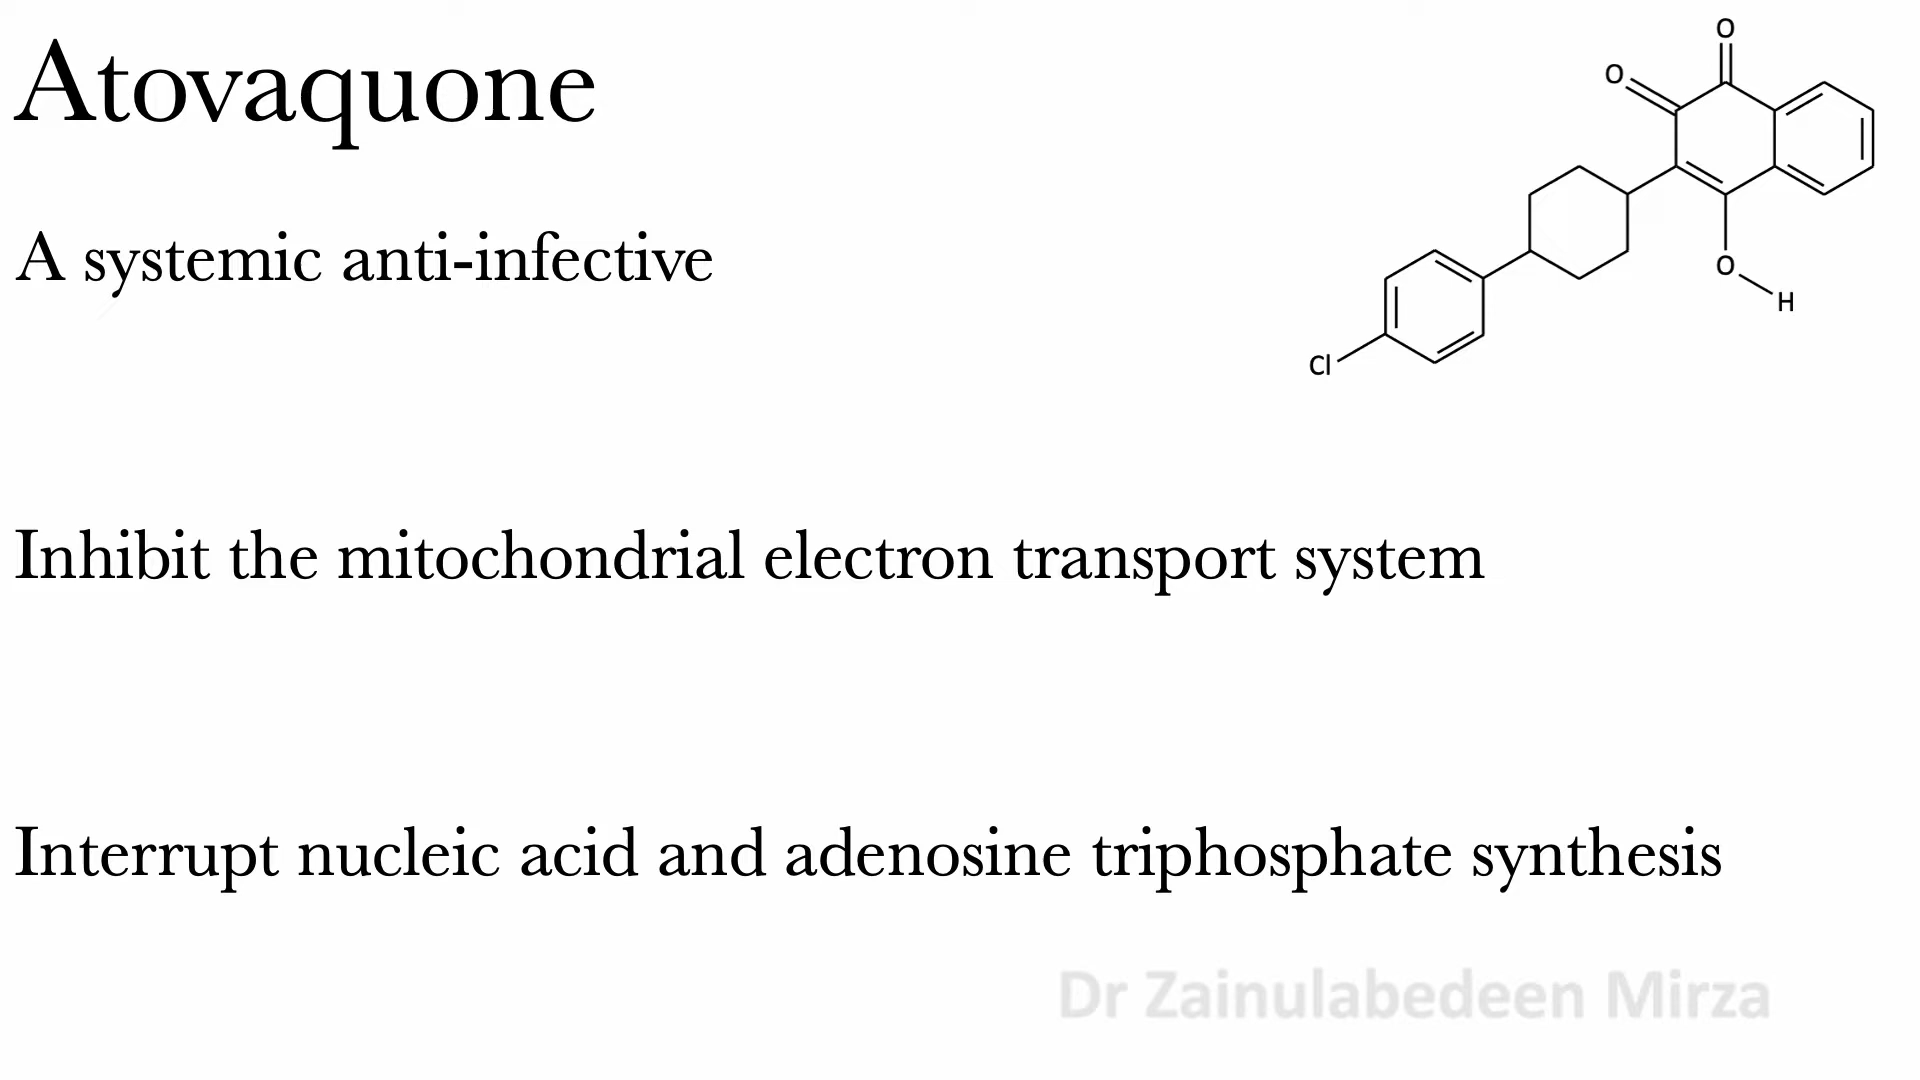 Atovaquone
O
O
A systemic anti-infective
O
H
Cl
Inhibit the mitochondrial electron transport system
Interrupt nucleic acid and adenosine triphosphate synthesis
Dr Zainulabedeen Mirza